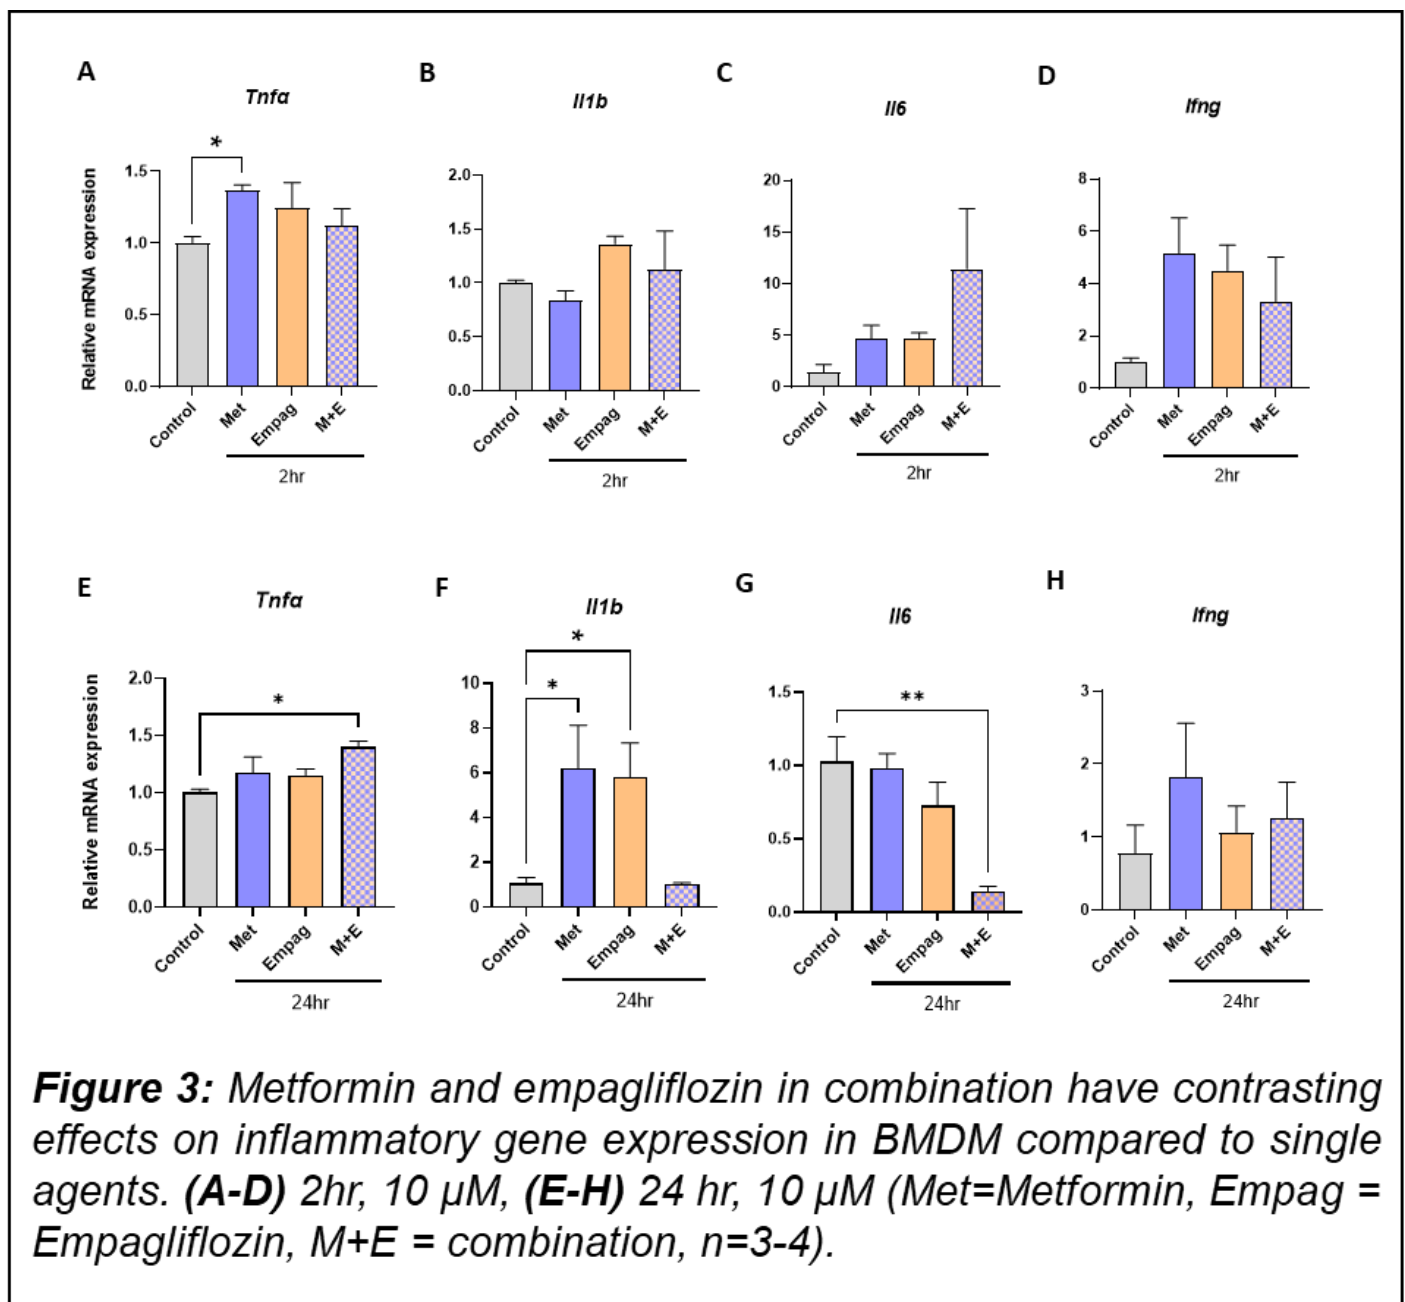 A
Tnfα
*
Relative mRNA expression
1.5
1.0
0.5
0.0
Control
Met
Empag
M+E
2hr
B
Il1b
2.0
1.5
1.0
0.5
0.0
Control
Met
Empag
M+E
2hr
C
Il6
20
15
10
5
0
Control
Met
Empag
M+E
2hr
D
Ifng
8
6
4
2
0
Control
Met
Empag
M+E
2hr
E
Tnfα
*
Relative mRNA expression
2.0
1.5
1.0
0.5
0.0
Control
Met
Empag
M+E
24hr
F
Il1b
*
*
10
8
6
4
2
0
Control
Met
Empag
M+E
24hr
G
Il6
**
1.5
1.0
0.5
0.0
Control
Met
Empag
M+E
24hr
H
Ifng
3
2
1
0
Control
Met
Empag
M+E
24hr
Figure 3: Metformin and empagliflozin in combination have contrasting
effects on inflammatory gene expression in BMDM compared to single
agents. (A-D) 2hr, 10 µM, (E-H) 24 hr, 10 µM (Met=Metformin, Empag =
Empagliflozin, M+E = combination, n=3-4).